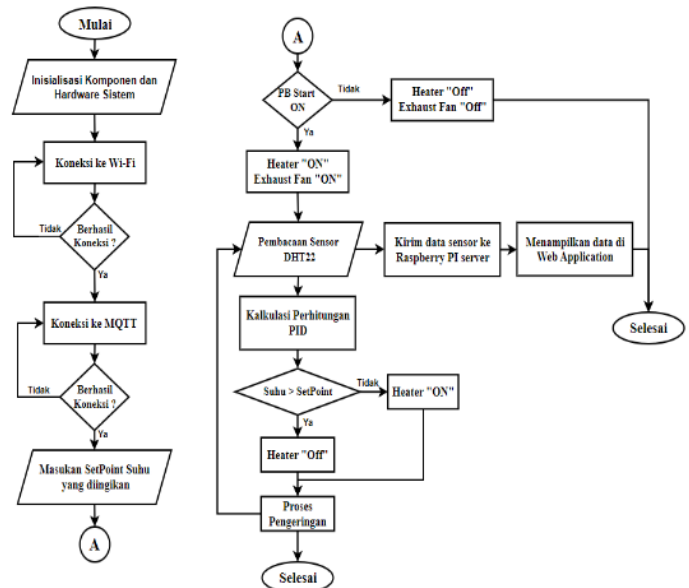 Mulai
Inisialisasi Komponen dan
Hardware Sistem
Koneksi ke Wi-Fi
Berhasil
Koneksi ?
Tidak
Ya
Koneksi ke MQTT
Berhasil
Koneksi ?
Tidak
Ya
Masukan SetPoint Suhu
yang diingikan
A
A
PB Start
ON
Tidak
Ya
Heater "Off"
Exhaust Fan "Off"
Heater "ON"
Exhaust Fan "ON"
Pembacaan Sensor
DHT22
Kirim data sensor ke
Raspberry PI server
Menampilkan data di
Web Application
Selesai
Kalkulasi Perhitungan
PID
Suhu > SetPoint
Tidak
Heater "ON"
Ya
Heater "Off"
Proses
Pengeringan
Selesai